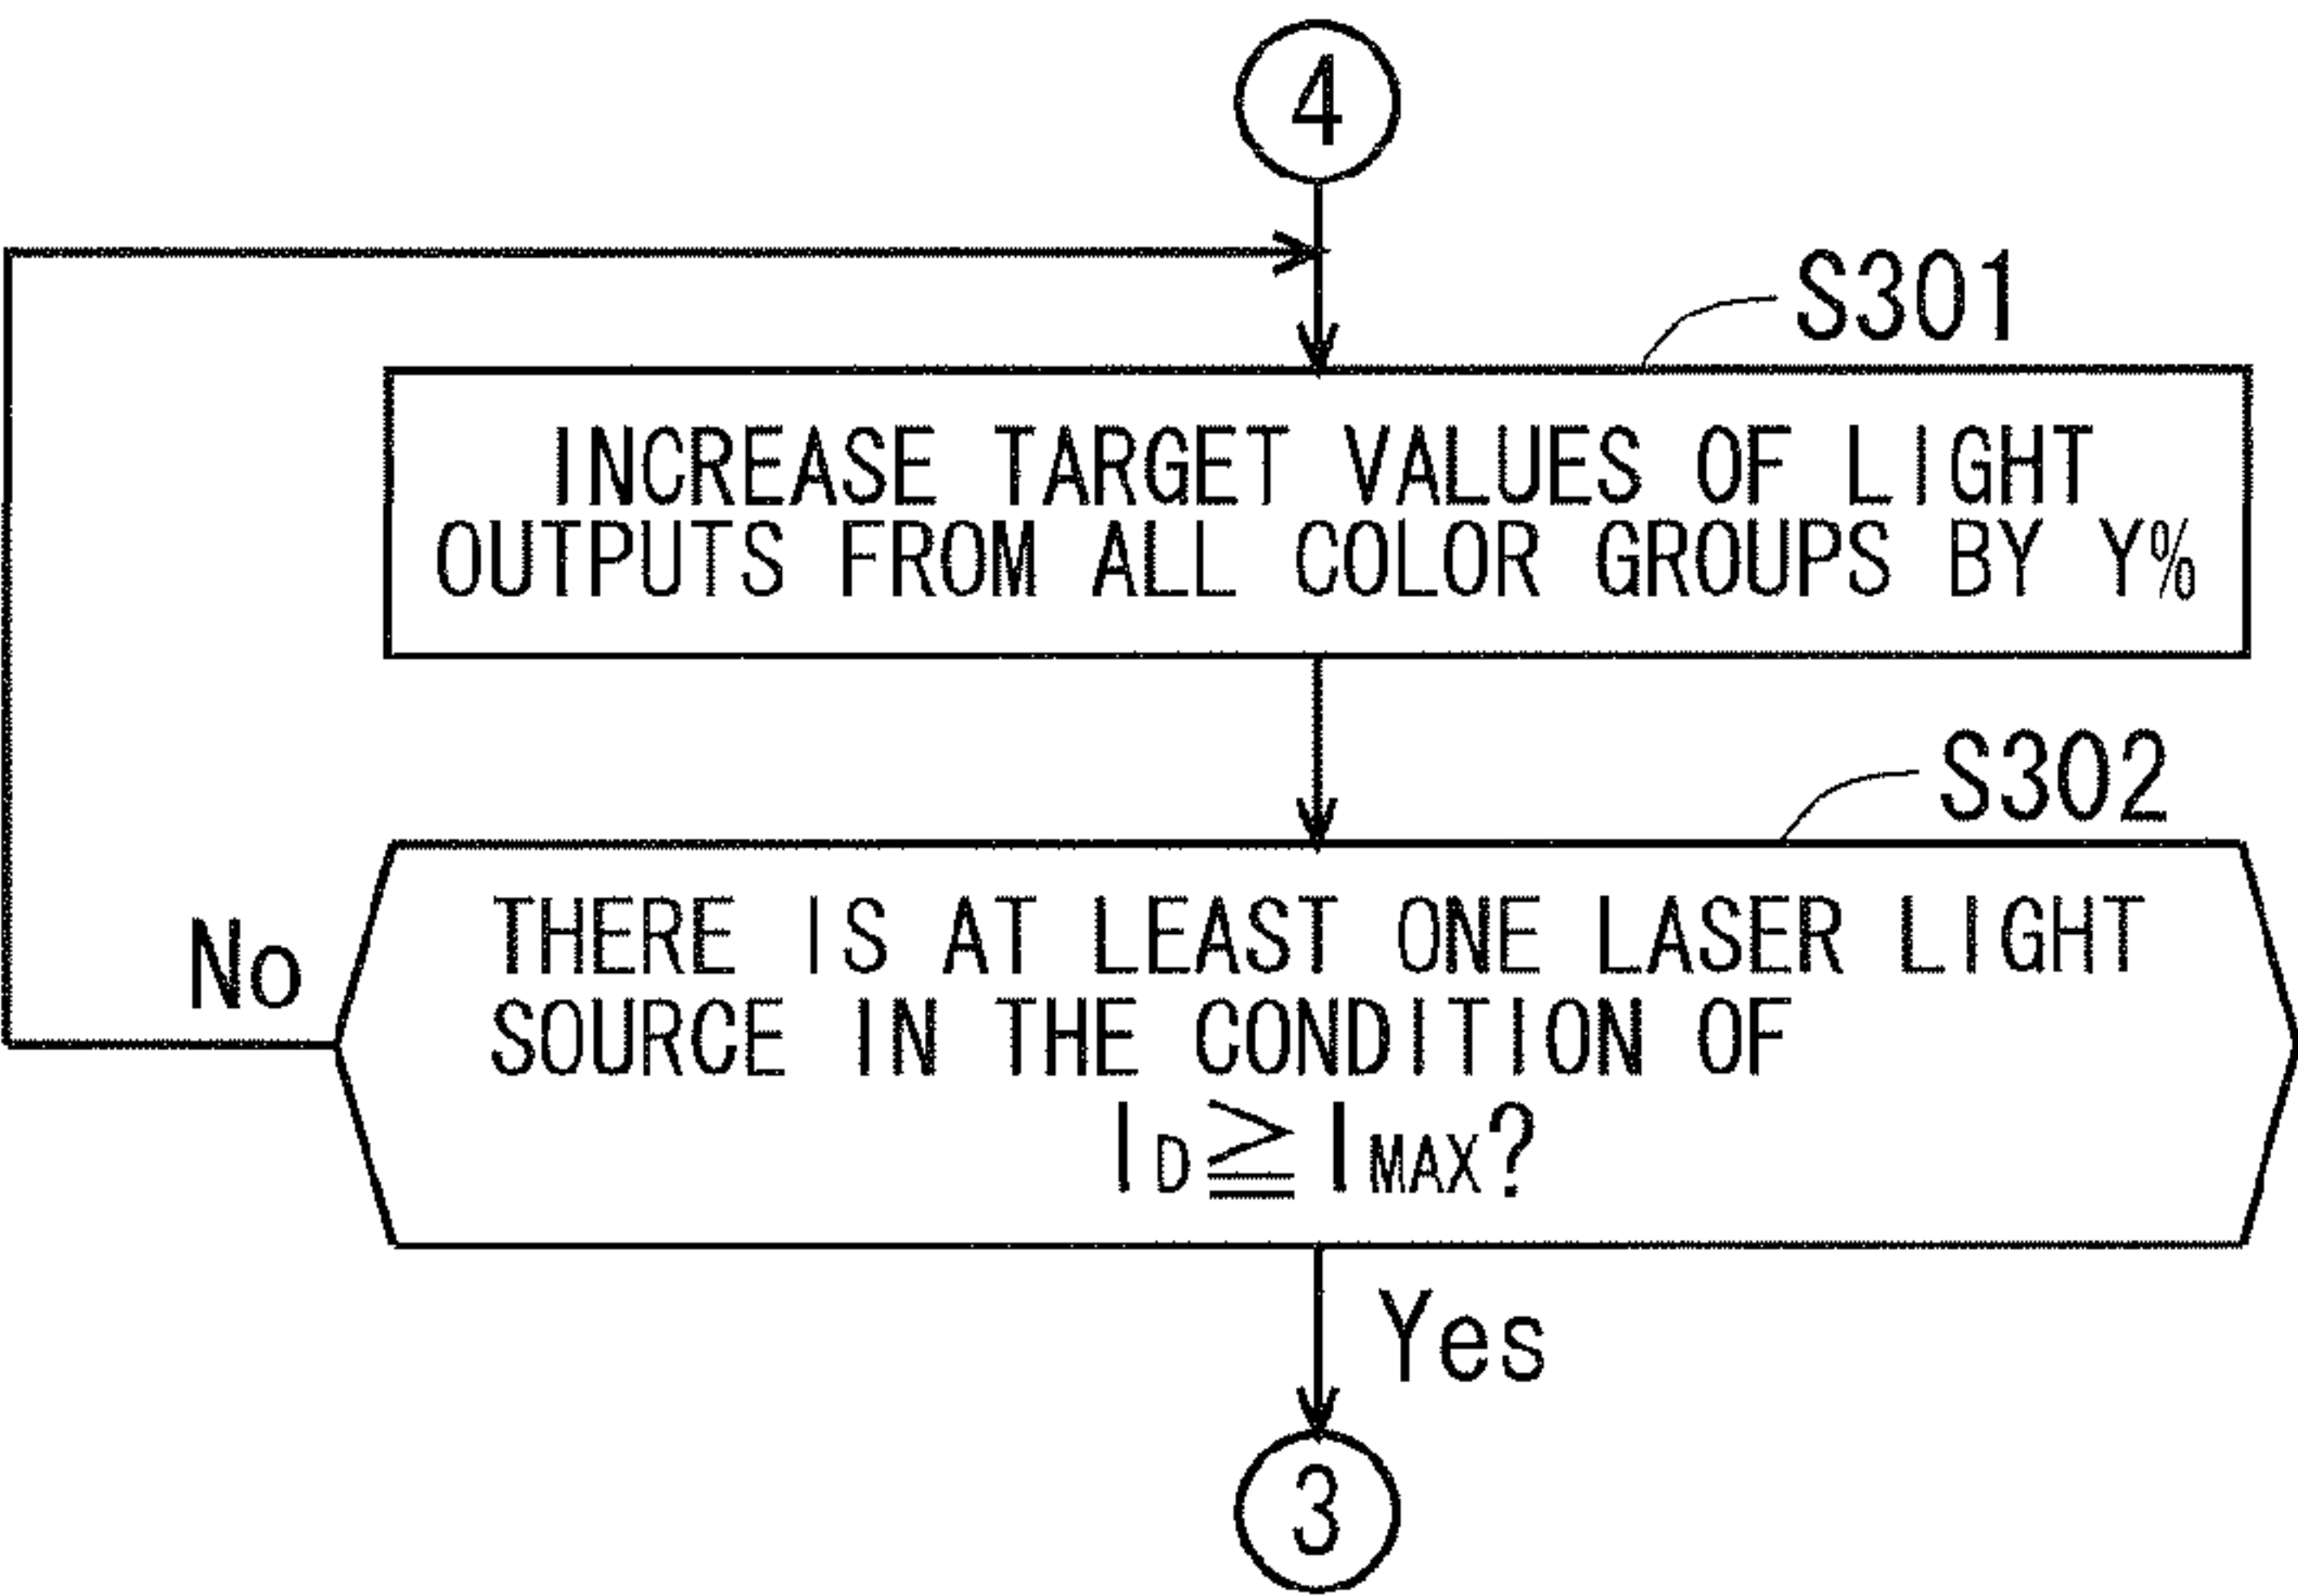 4
S301
INCREASE TARGET VALUES OF LIGHT
OUTPUTS FROM ALL COLOR GROUPS BY Y%
S302
No
THERE IS AT LEAST ONE LASER LIGHT
SOURCE IN THE CONDITION OF
ID≧IMAX?
Yes
3